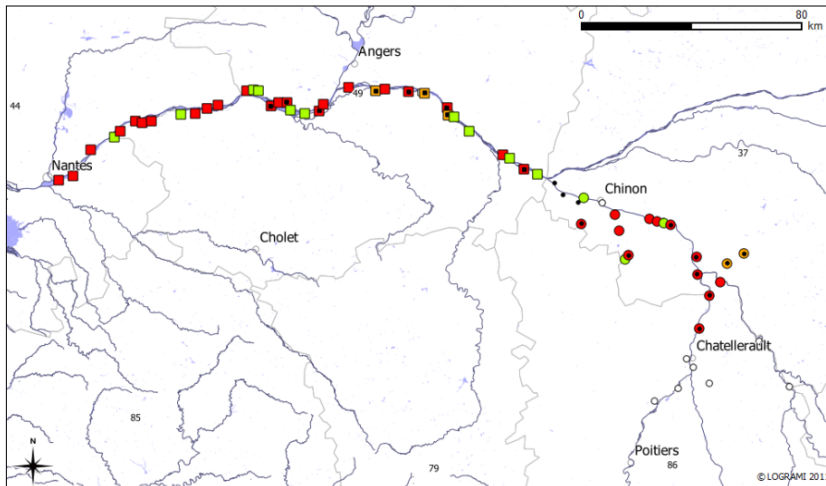 0 80
km
Angers
49
44
37
Nantes
Chinon
Cholet
Chatellerault
85
Poitiers
N
79
86
© LOGRAMI 201